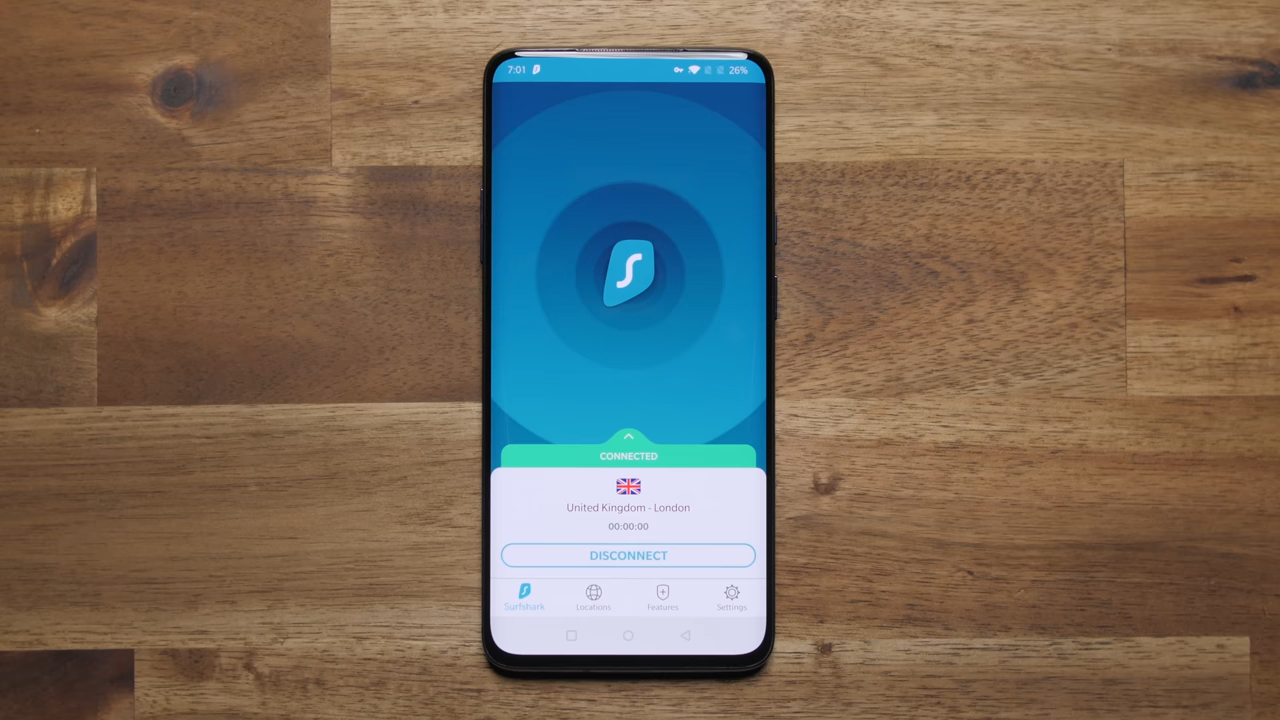 7:01 26%
CONNECTED
United Kingdom - London
00:00:00
DISCONNECT
Surfshark Locations Features Settings